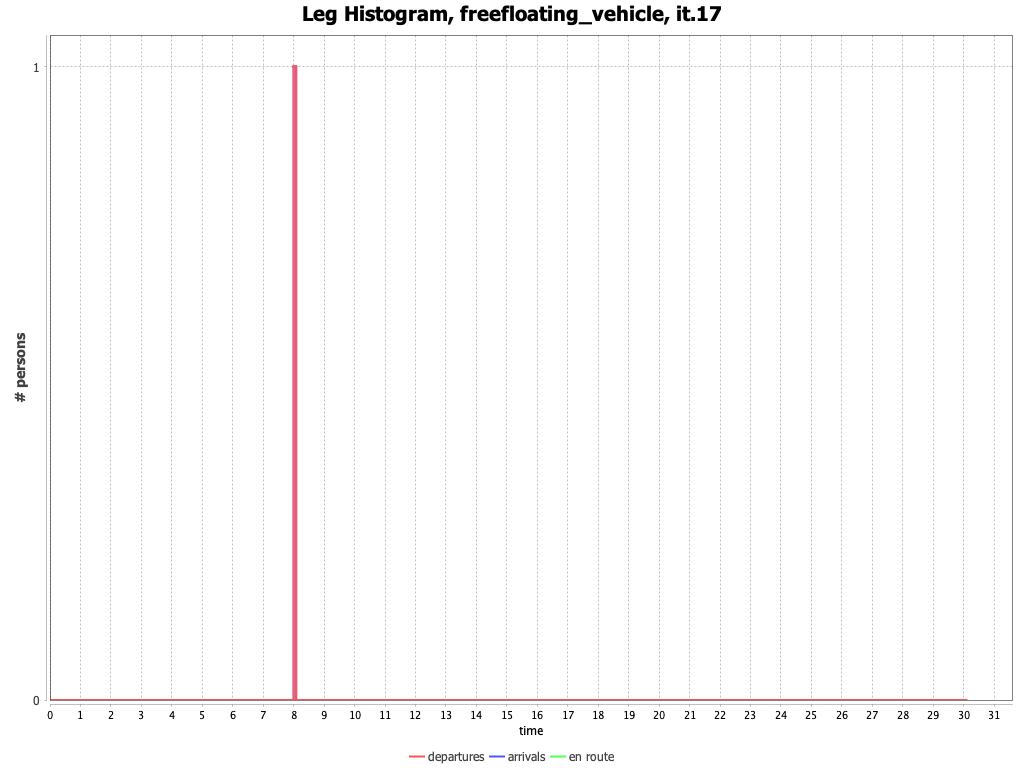 Leg Histogram, freefloating_vehicle, it.17
1
# persons
0
0 1 2 3 4 5 6 7 8 9 10 11 12 13 14 15 16 17 18 19 20 21 22 23 24 25 26 27 28 29 30 31
time
departures arrivals en route